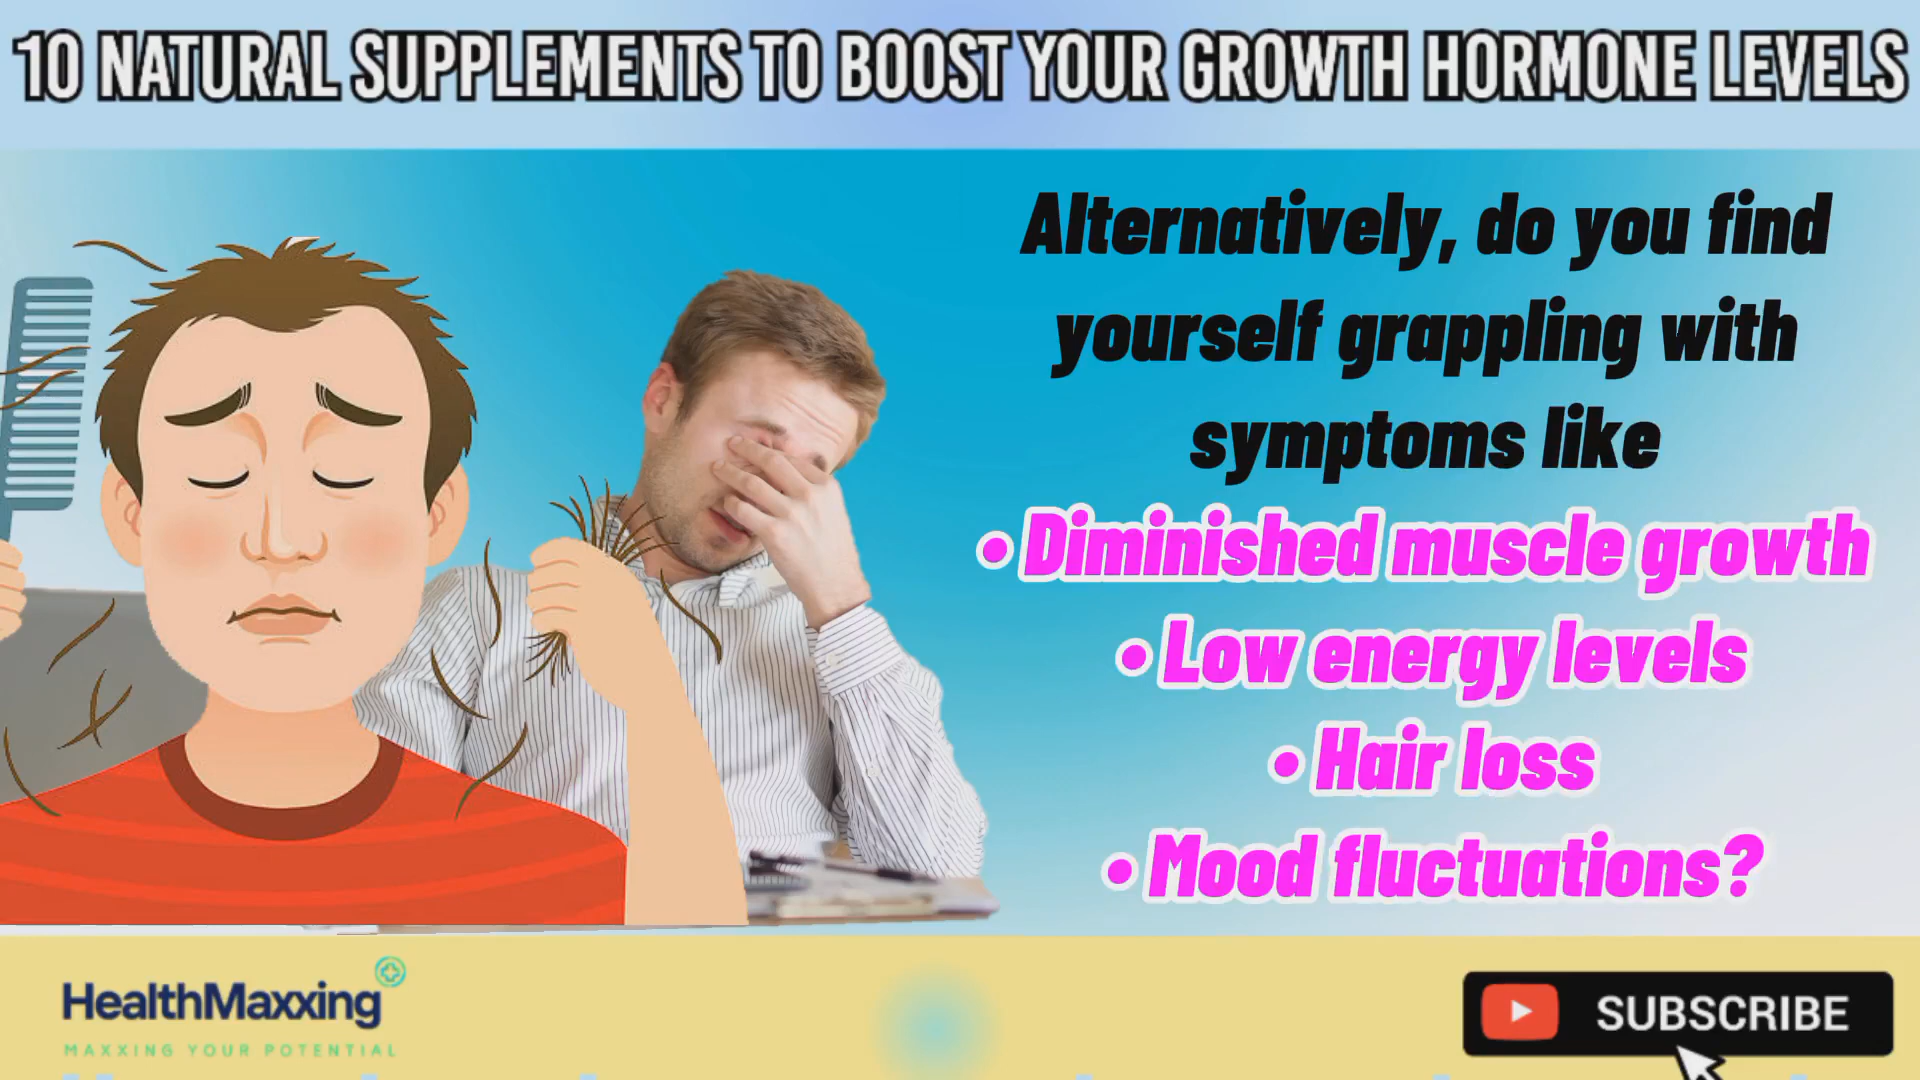 10 NATURAL SUPPLEMENTS TO BOOST YOUR GROWTH HORMONE LEVELS
Alternatively, do you find
yourself grappling with
symptoms like
• Diminished muscle growth
• Low energy levels
• Hair loss
• Mood fluctuations?
HealthMaxxing
MAXXING YOUR POTENTIAL
SUBSCRIBE